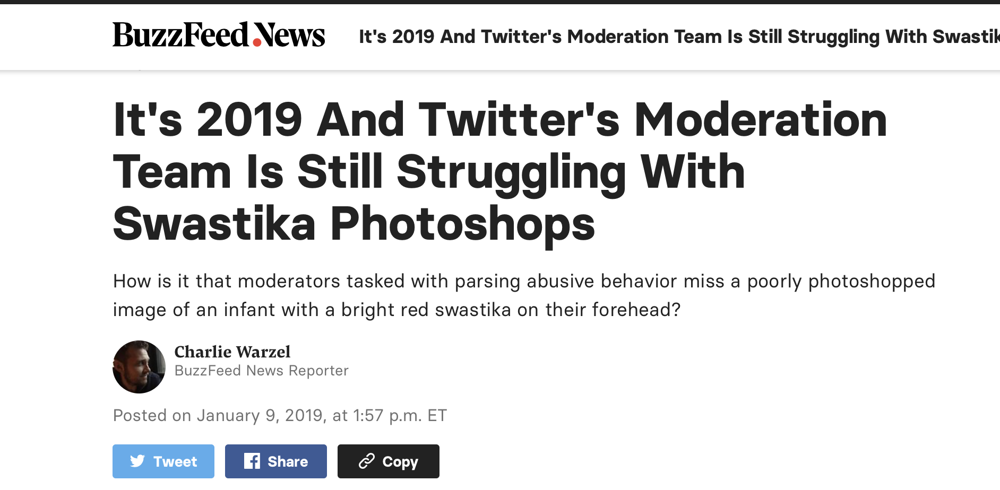 BuzzFeed News
It's 2019 And Twitter's Moderation Team Is Still Struggling With Swastik
It's 2019 And Twitter's Moderation
Team Is Still Struggling With
Swastika Photoshops
How is it that moderators tasked with parsing abusive behavior miss a poorly photoshopped
image of an infant with a bright red swastika on their forehead?
Charlie Warzel
BuzzFeed News Reporter
Posted on January 9, 2019, at 1:57 p.m. ET
Tweet
Share
Copy